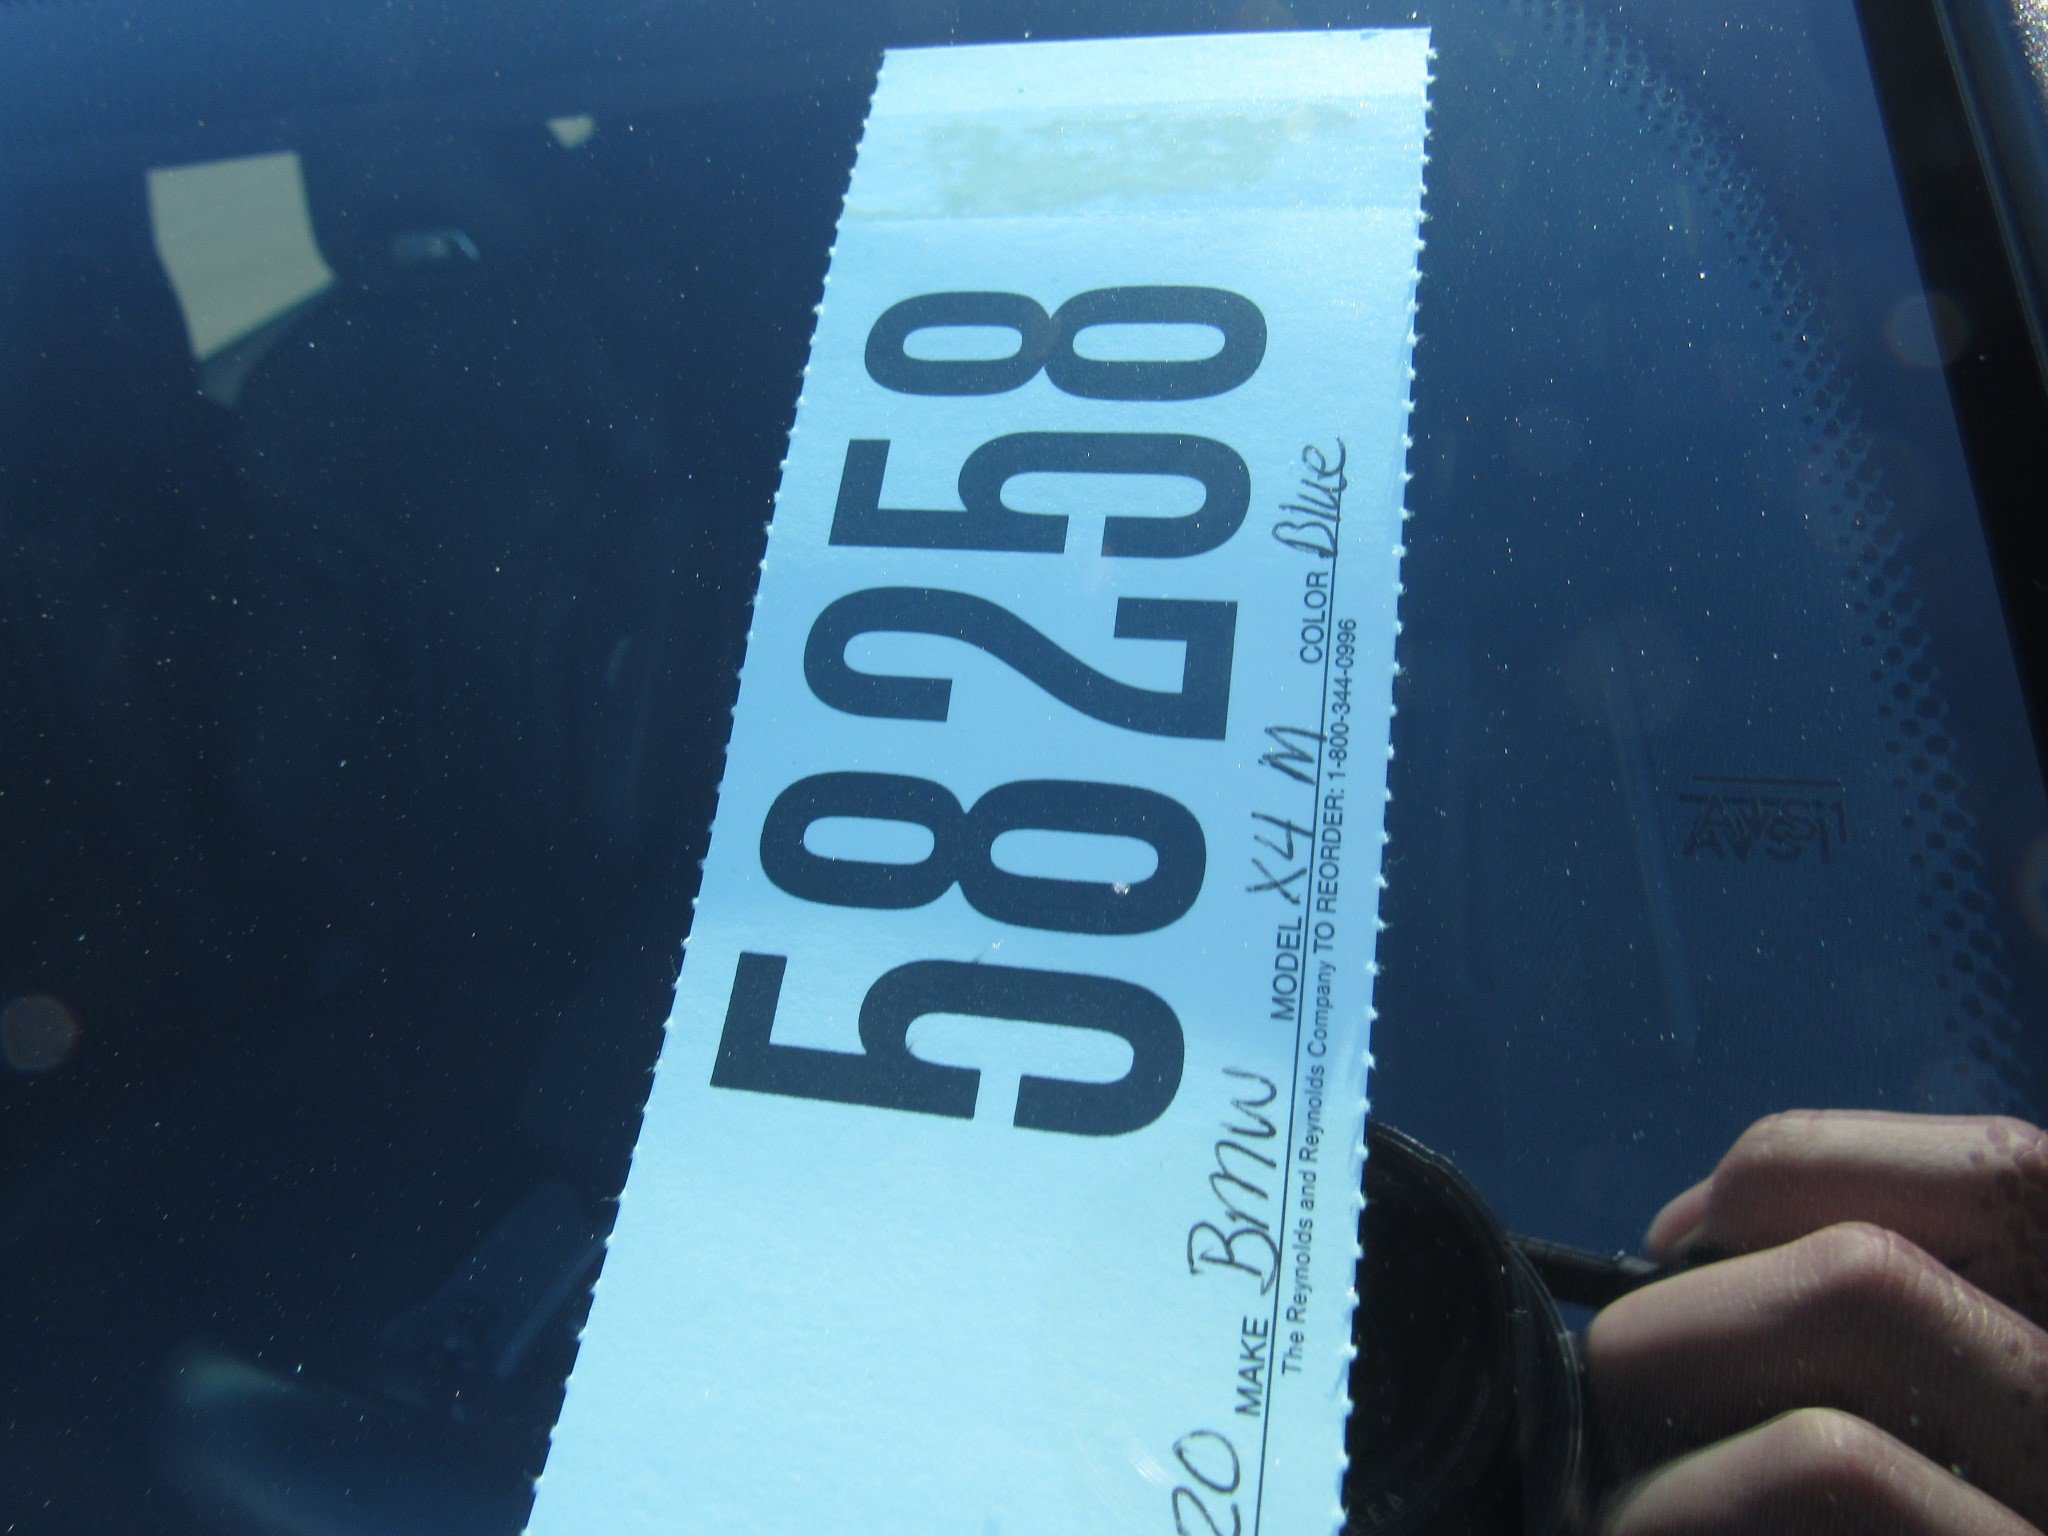 58258
20 MAKE BMW MODEL X4 M COLOR Blue
The Reynolds and Reynolds Company TO REORDER: 1-800-344-0996